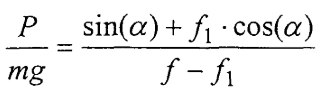 P/mg = (sin(α) + f₁ · cos(α))/(f − f₁)